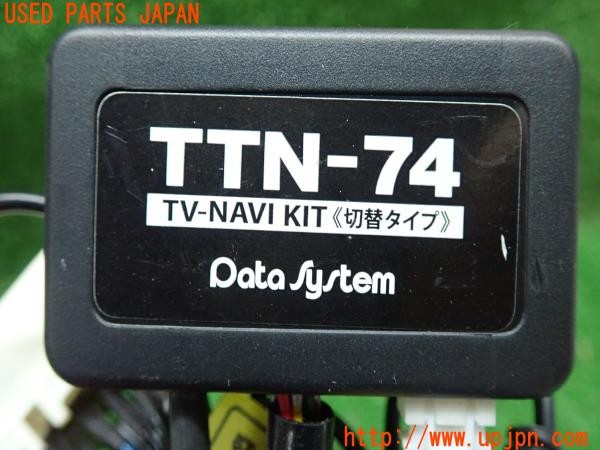 USED PARTS JAPAN
TTN-74
TV-NAVI KIT《切替タイプ》
Data System
http://www.upjpn.com